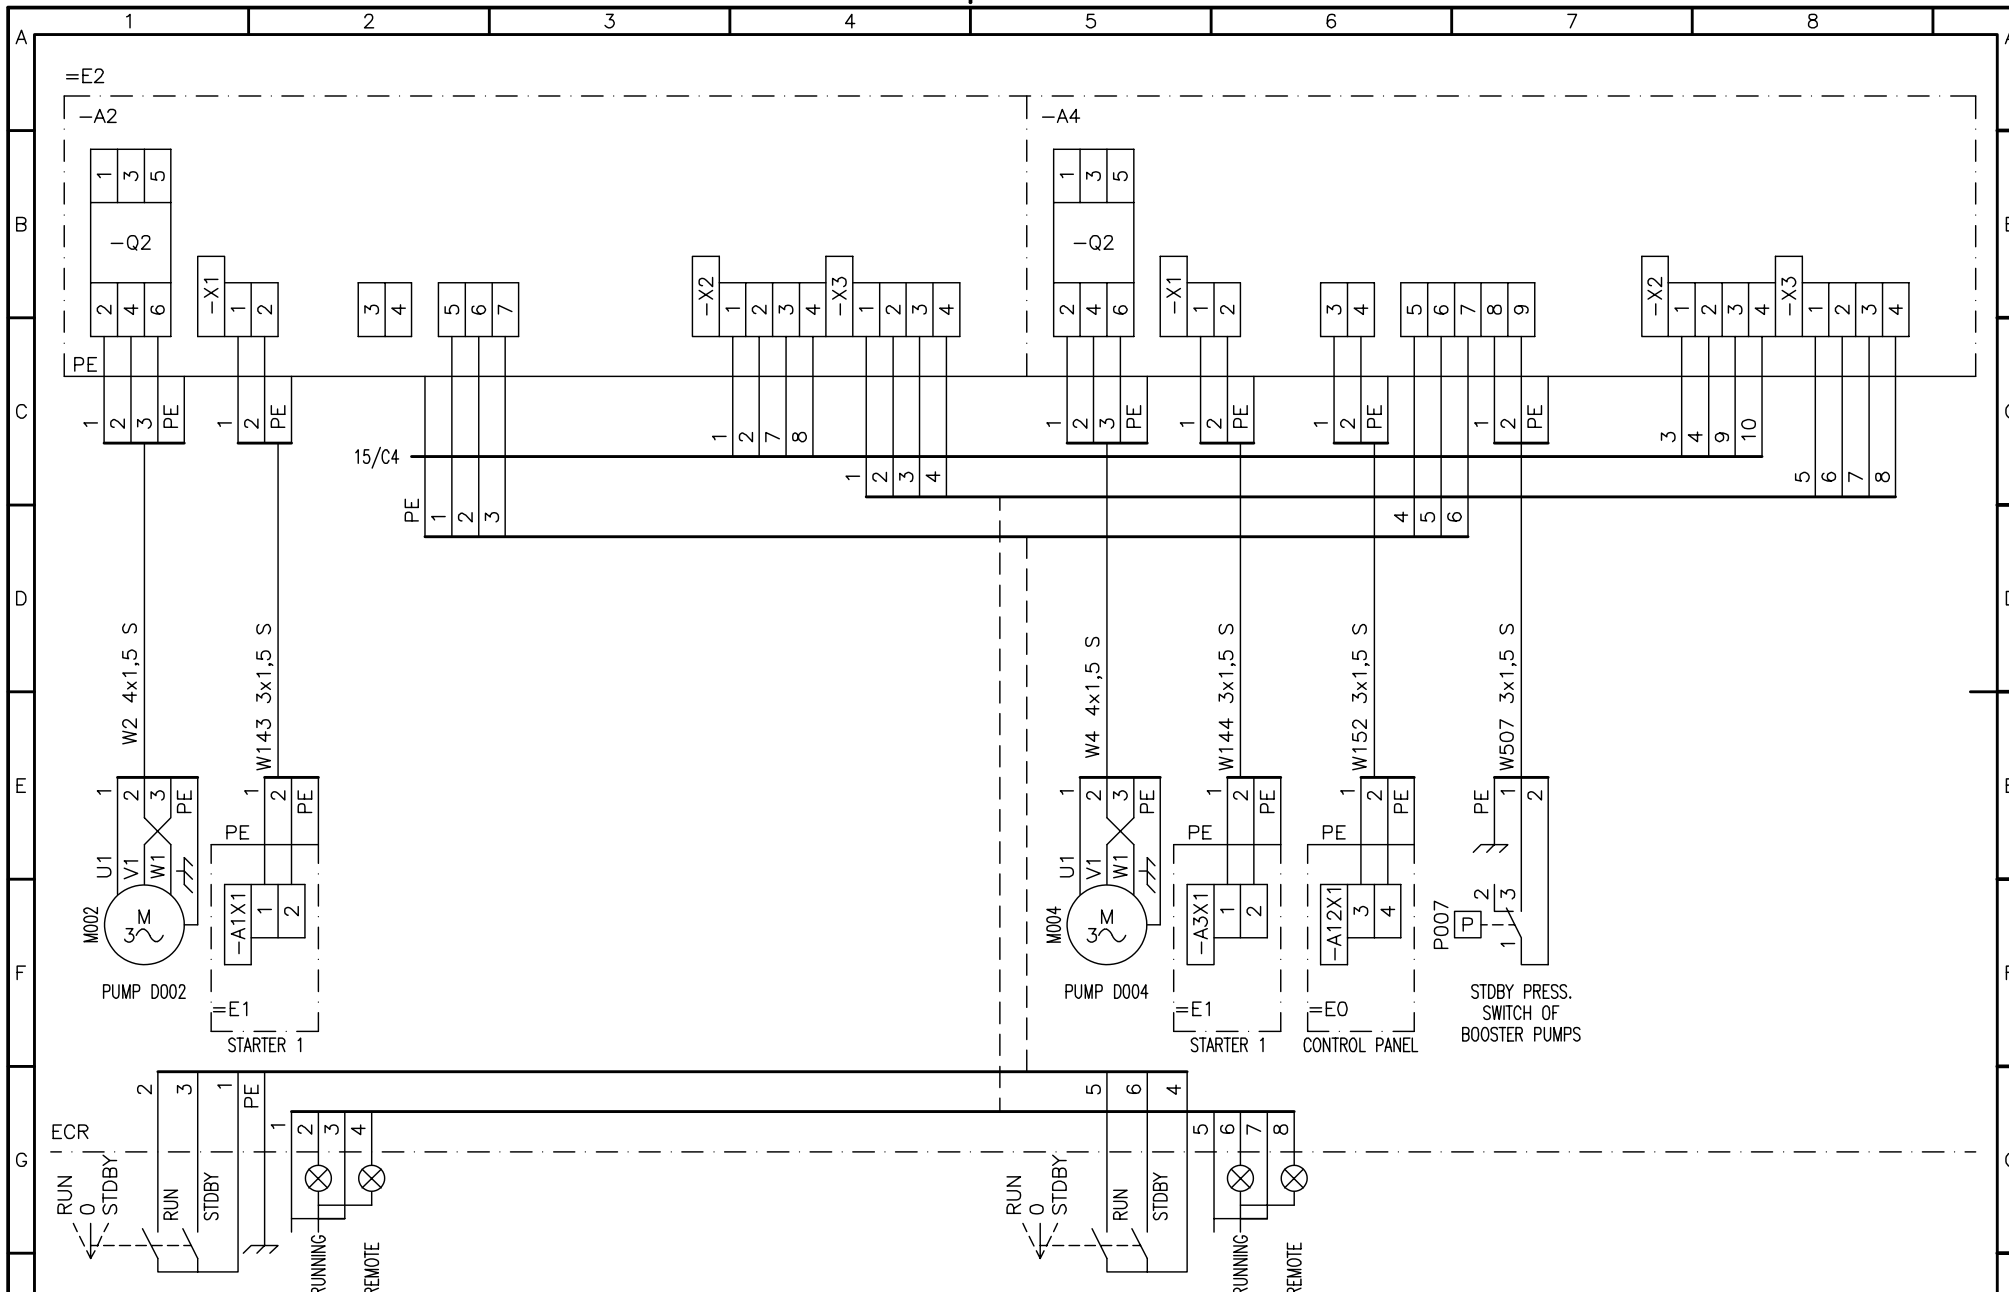 1 2 3 4 5 6 7 8
A
=E2
-A2 -A4
1 3 5 1 3 5
B
-Q2 -Q2
2 4 6 -X1 1 2 3 4 5 6 7 -X2 1 2 3 4 -X3 1 2 3 4
2 4 6 -X1 1 2 3 4 5 6 7 8 9 -X2 1 2 3 4 -X3 1 2 3 4
PE
C
1 2 3 PE 1 2 PE 1 2 7 8 1 2 3 PE 1 2 PE 1 2 PE 1 2 PE 3 4 9 10
15/C4
1 2 3 4 5 6 7 8
PE 1 2 3 4 5 6
D
W2 4x1,5 S
W143 3x1,5 S
W4 4x1,5 S
W144 3x1,5 S
W152 3x1,5 S
W507 3x1,5 S
E
1 2 3 PE 1 2 PE 1 2 3 PE 1 2 PE 1 2 PE PE 1 2
PE PE PE
U1 V1 W1 U1 V1 W1
M002 M 3 -A1X1 1 2
M004 M 3 -A3X1 1 2 -A12X1 3 4
P007 P 2 3 1
F
PUMP D002
=E1
STARTER 1
PUMP D004
=E1
STARTER 1
=E0
CONTROL PANEL
STDBY PRESS.
SWITCH OF
BOOSTER PUMPS
2 3 1 PE 5 6 4
1 2 3 4 5 6 7 8
ECR
G
RUN 0 STDBY RUN STDBY
RUNNING REMOTE
RUN 0 STDBY RUN STDBY
RUNNING REMOTE